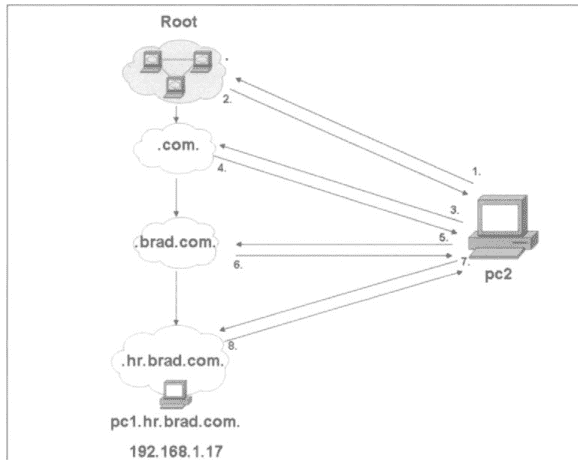 Root
.
2.
1.
.com.
4.
3.
.brad.com.
5.
6.
7.
pc2
.hr.brad.com.
8.
pc1.hr.brad.com.
192.168.1.17